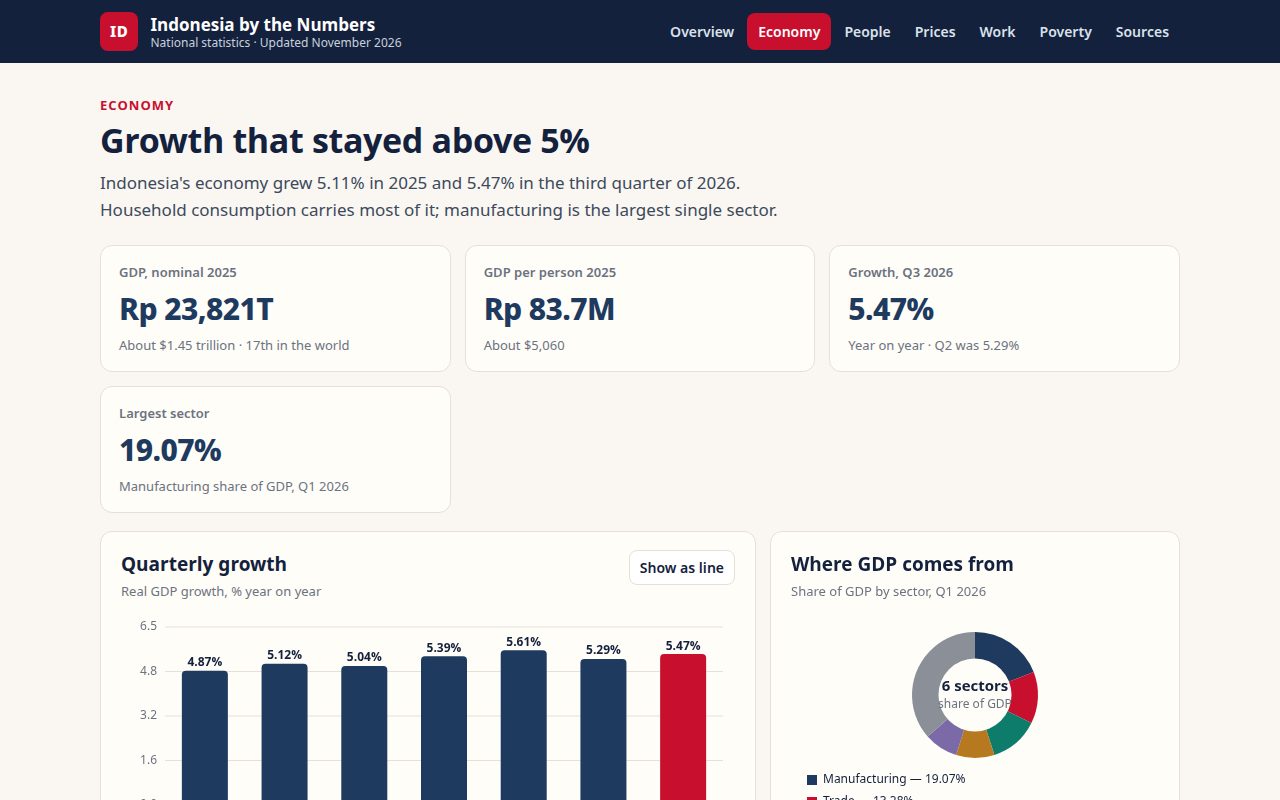 ID
Indonesia by the Numbers
National statistics · Updated November 2026
Overview
Economy
People
Prices
Work
Poverty
Sources
ECONOMY
Growth that stayed above 5%
Indonesia's economy grew 5.11% in 2025 and 5.47% in the third quarter of 2026.
Household consumption carries most of it; manufacturing is the largest single sector.
GDP, nominal 2025
Rp 23,821T
About $1.45 trillion · 17th in the world
GDP per person 2025
Rp 83.7M
About $5,060
Growth, Q3 2026
5.47%
Year on year · Q2 was 5.29%
Largest sector
19.07%
Manufacturing share of GDP, Q1 2026
Quarterly growth
Show as line
Real GDP growth, % year on year
6.5
4.8
3.2
1.6
4.87%
5.12%
5.04%
5.39%
5.61%
5.29%
5.47%
Where GDP comes from
Share of GDP by sector, Q1 2026
6 sectors
share of GDP
Manufacturing — 19.07%
Trade — 13.28%